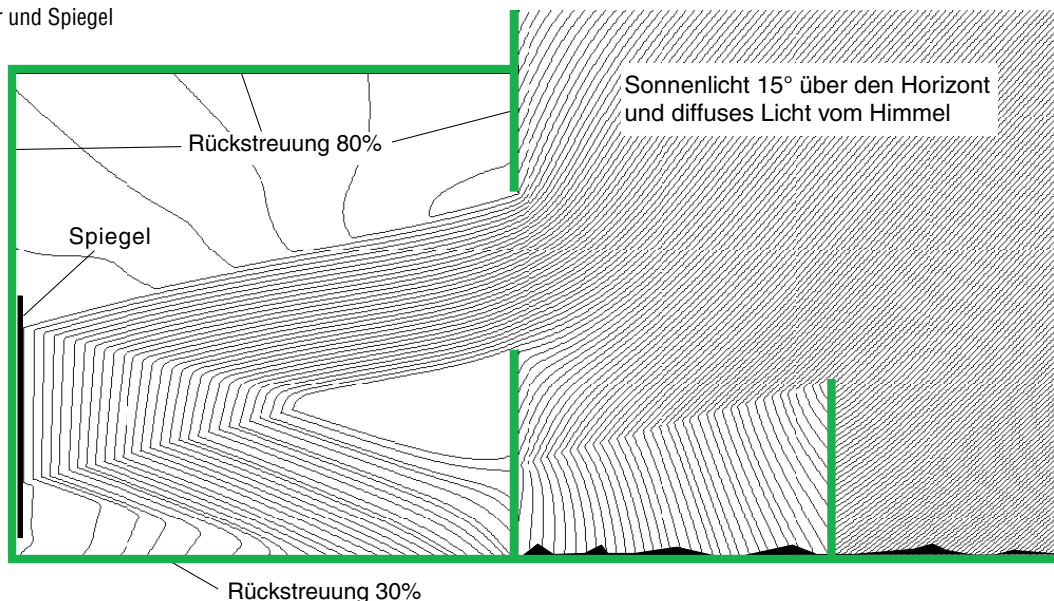 und Spiegel
Sonnenlicht 15° über den Horizont
und diffuses Licht vom Himmel
Rückstreuung 80%
Spiegel
Rückstreuung 30%